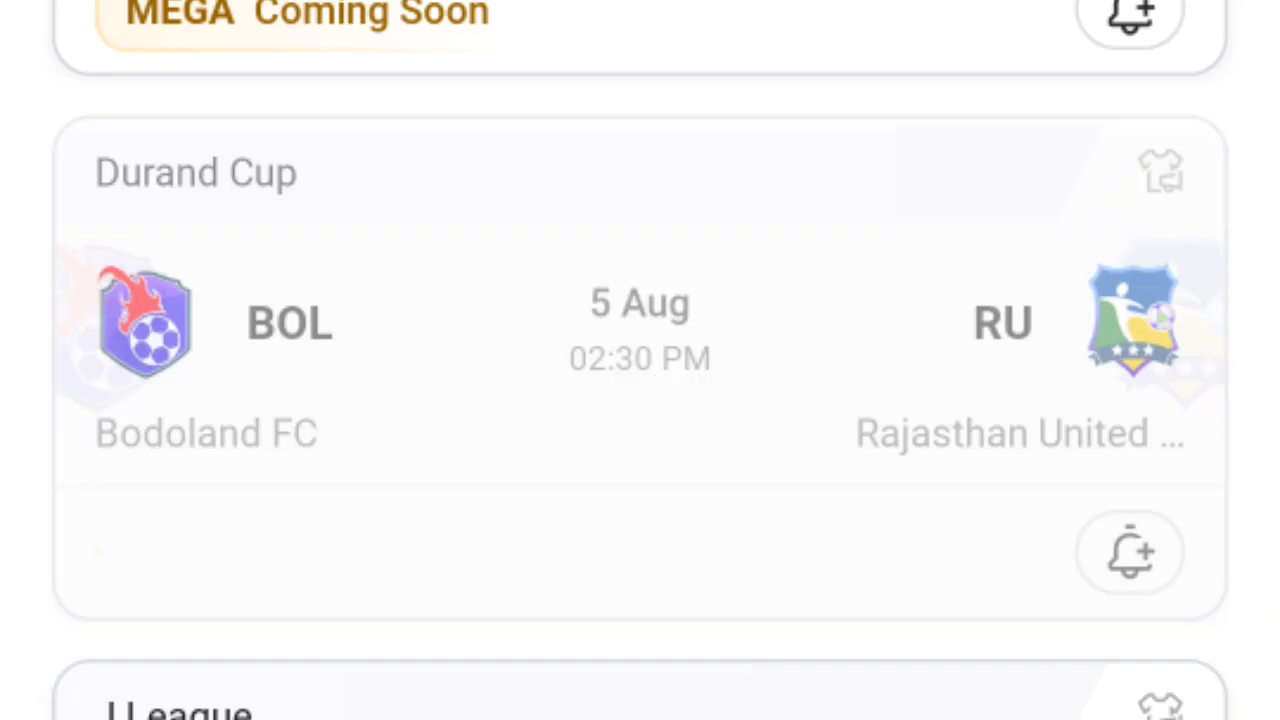 MEGA Coming Soon
Durand Cup
BOL
5 Aug
RU
02:30 PM
Bodoland FC
Rajasthan United ...
J League